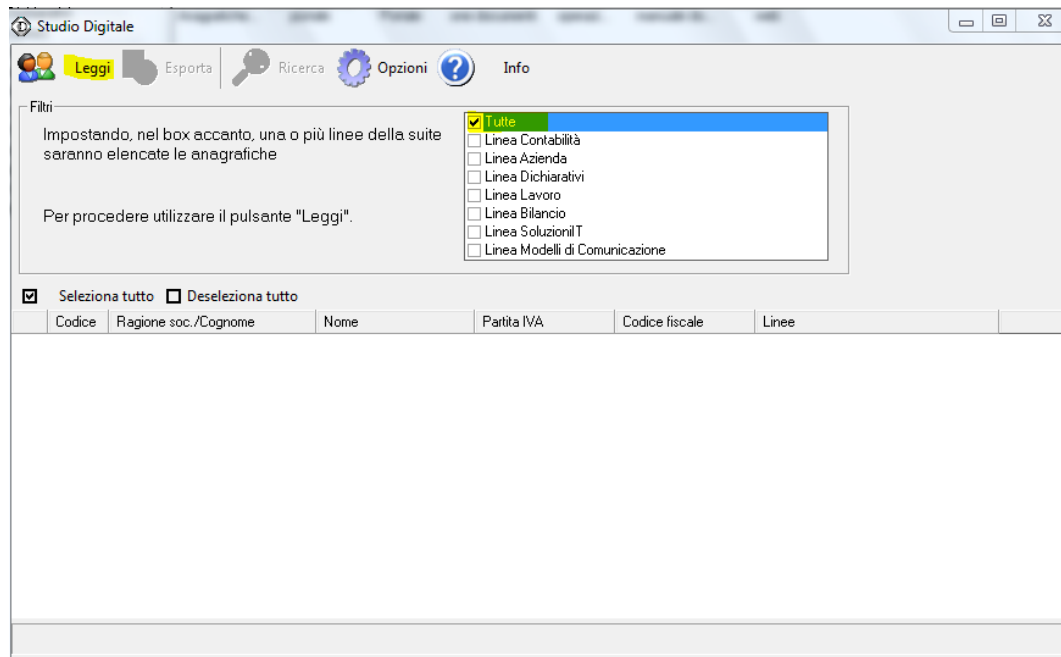 Studio Digitale
Leggi Esporta Ricerca Opzioni Info
Filtri
Impostando, nel box accanto, una o più linee della suite
saranno elencate le anagrafiche
Per procedere utilizzare il pulsante "Leggi".
Tutte
Linea Contabilità
Linea Azienda
Linea Dichiarativi
Linea Lavoro
Linea Bilancio
Linea SoluzioniIT
Linea Modelli di Comunicazione
Seleziona tutto Deseleziona tutto
Codice Ragione soc./Cognome Nome Partita IVA Codice fiscale Linee